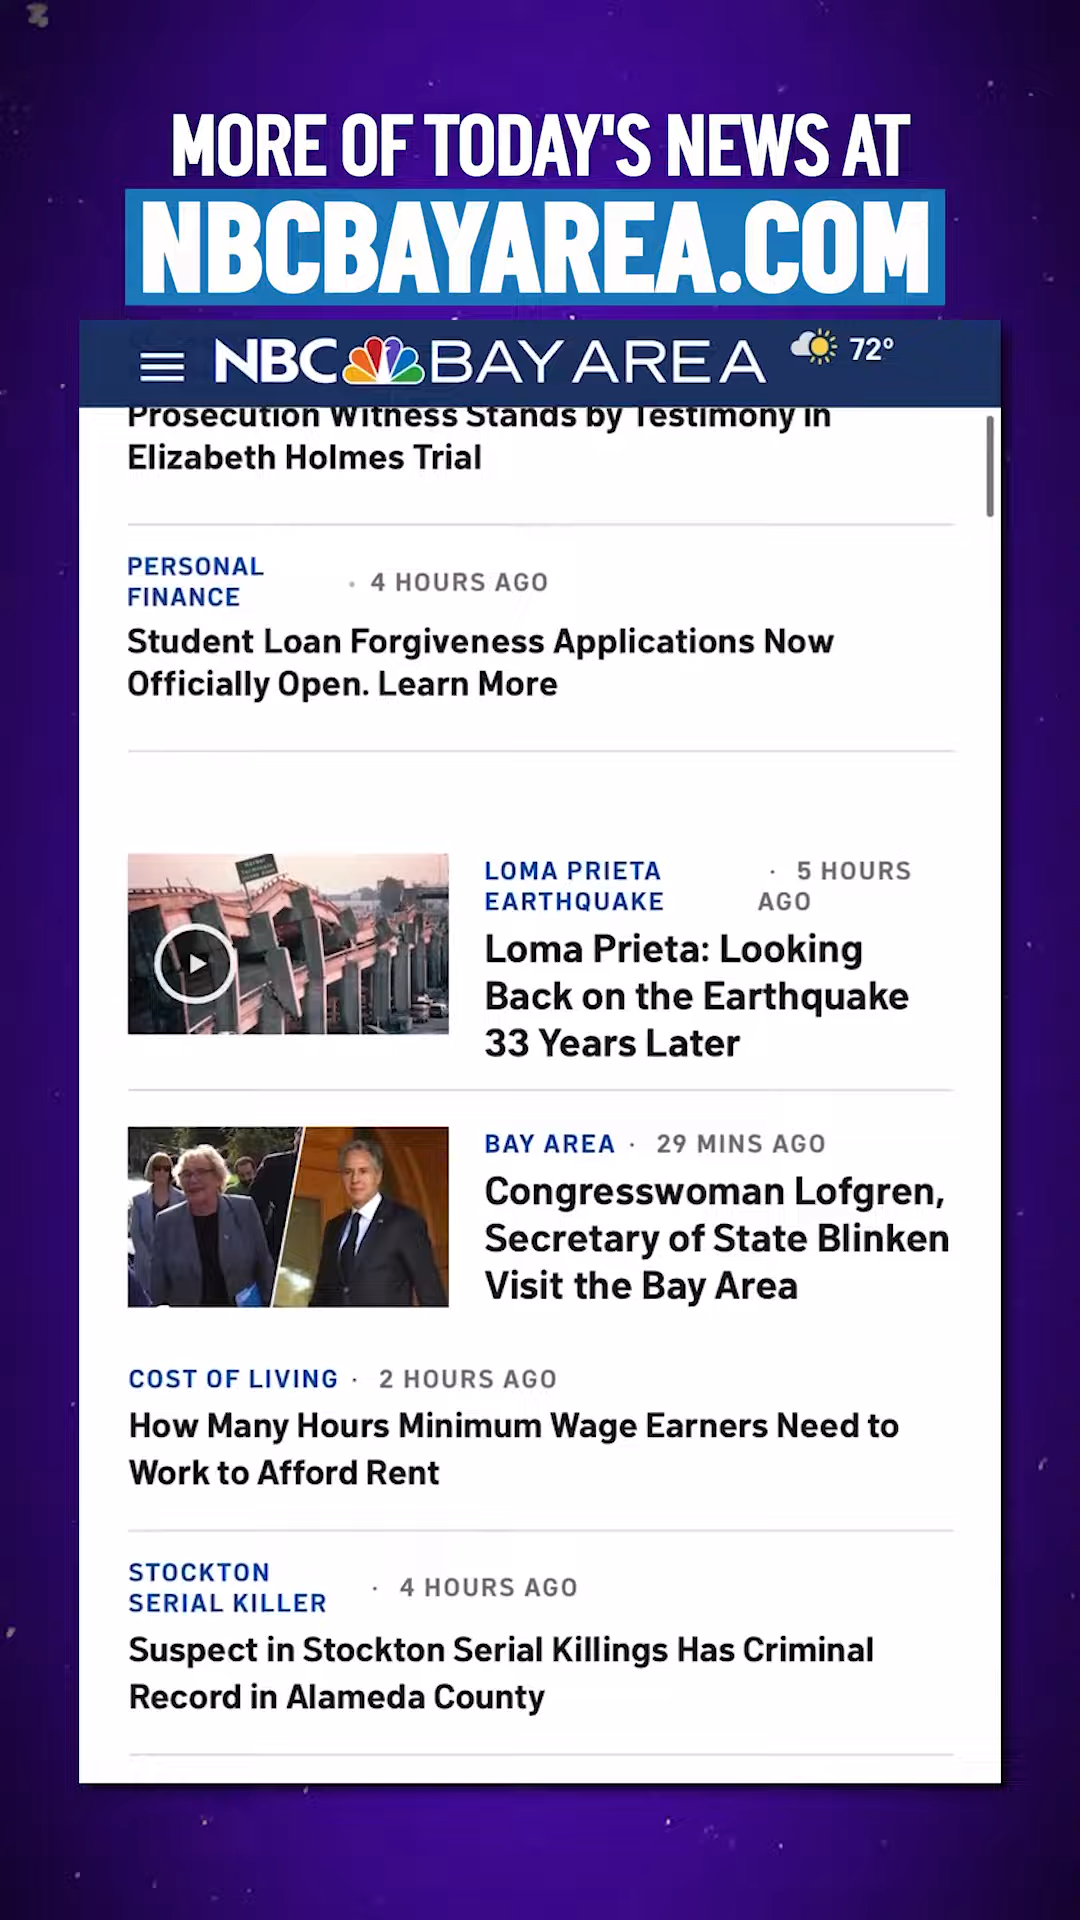 MORE OF TODAY'S NEWS AT
NBCBAYAREA.COM
NBC BAY AREA 72°
Prosecution Witness Stands by Testimony in
Elizabeth Holmes Trial
PERSONAL
FINANCE
· 4 HOURS AGO
Student Loan Forgiveness Applications Now
Officially Open. Learn More
LOMA PRIETA
EARTHQUAKE
· 5 HOURS
AGO
Loma Prieta: Looking
Back on the Earthquake
33 Years Later
BAY AREA · 29 MINS AGO
Congresswoman Lofgren,
Secretary of State Blinken
Visit the Bay Area
COST OF LIVING · 2 HOURS AGO
How Many Hours Minimum Wage Earners Need to
Work to Afford Rent
STOCKTON
SERIAL KILLER
· 4 HOURS AGO
Suspect in Stockton Serial Killings Has Criminal
Record in Alameda County